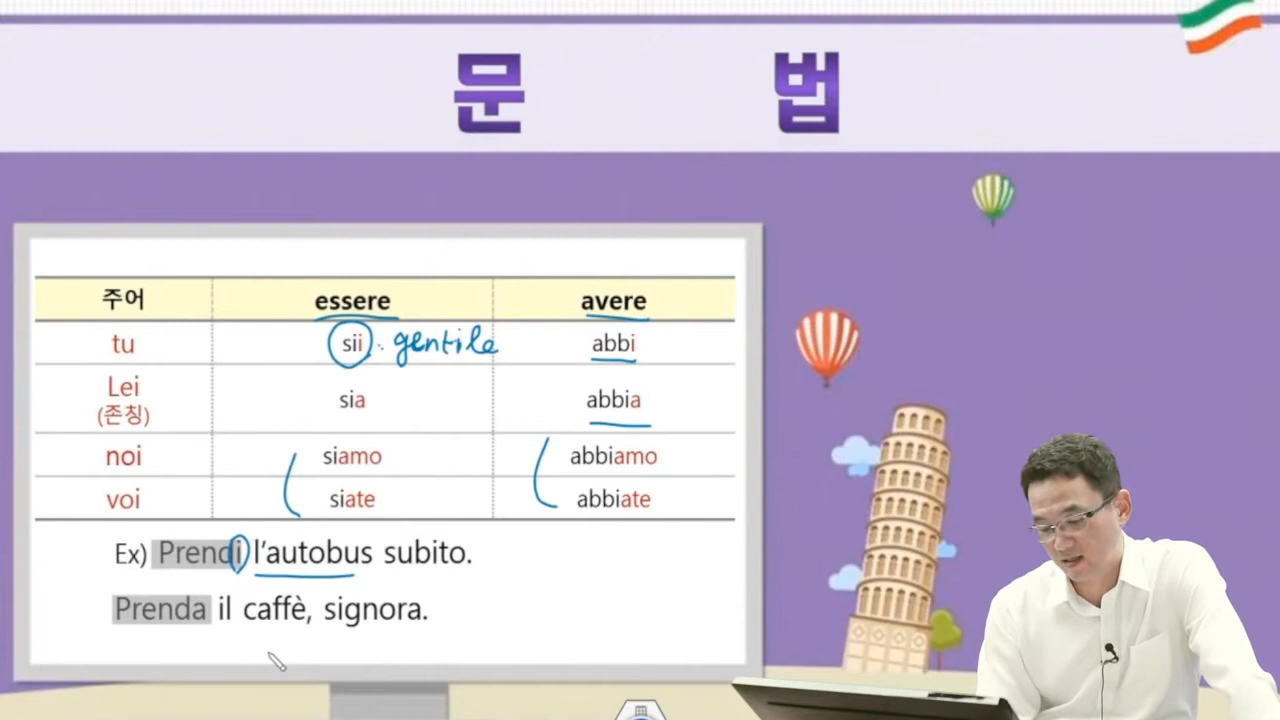 문 법
주어 essere avere
tu sii gentile abbi
Lei
(존칭) sia abbia
noi siamo abbiamo
voi siate abbiate
Ex) Prendi l'autobus subito.
Prenda il caffè, signora.